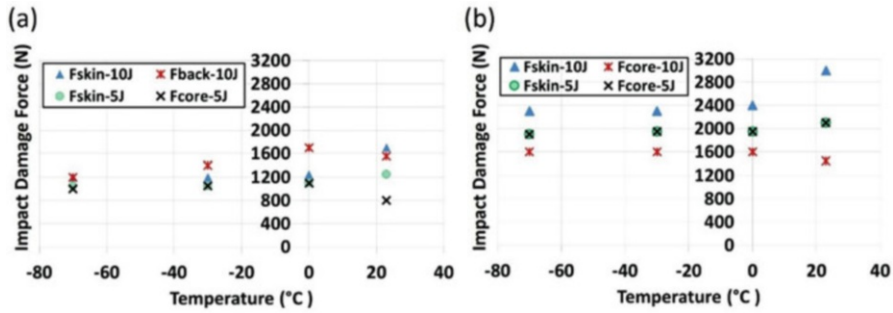 (a)
Impact Damage Force (N)
3200
2800
2400
2000
1600
1200
800
400
0
Fskin-10J Fback-10J
Fskin-5J Fcore-5J
-80 -60 -40 -20 0 20 40
Temperature (°C )
(b)
Impact Damage Force (N)
3200
2800
2400
2000
1600
1200
800
400
0
Fskin-10J Fcore-10J
Fskin-5J Fcore-5J
-80 -60 -40 -20 0 20 40
Temperature (°C )